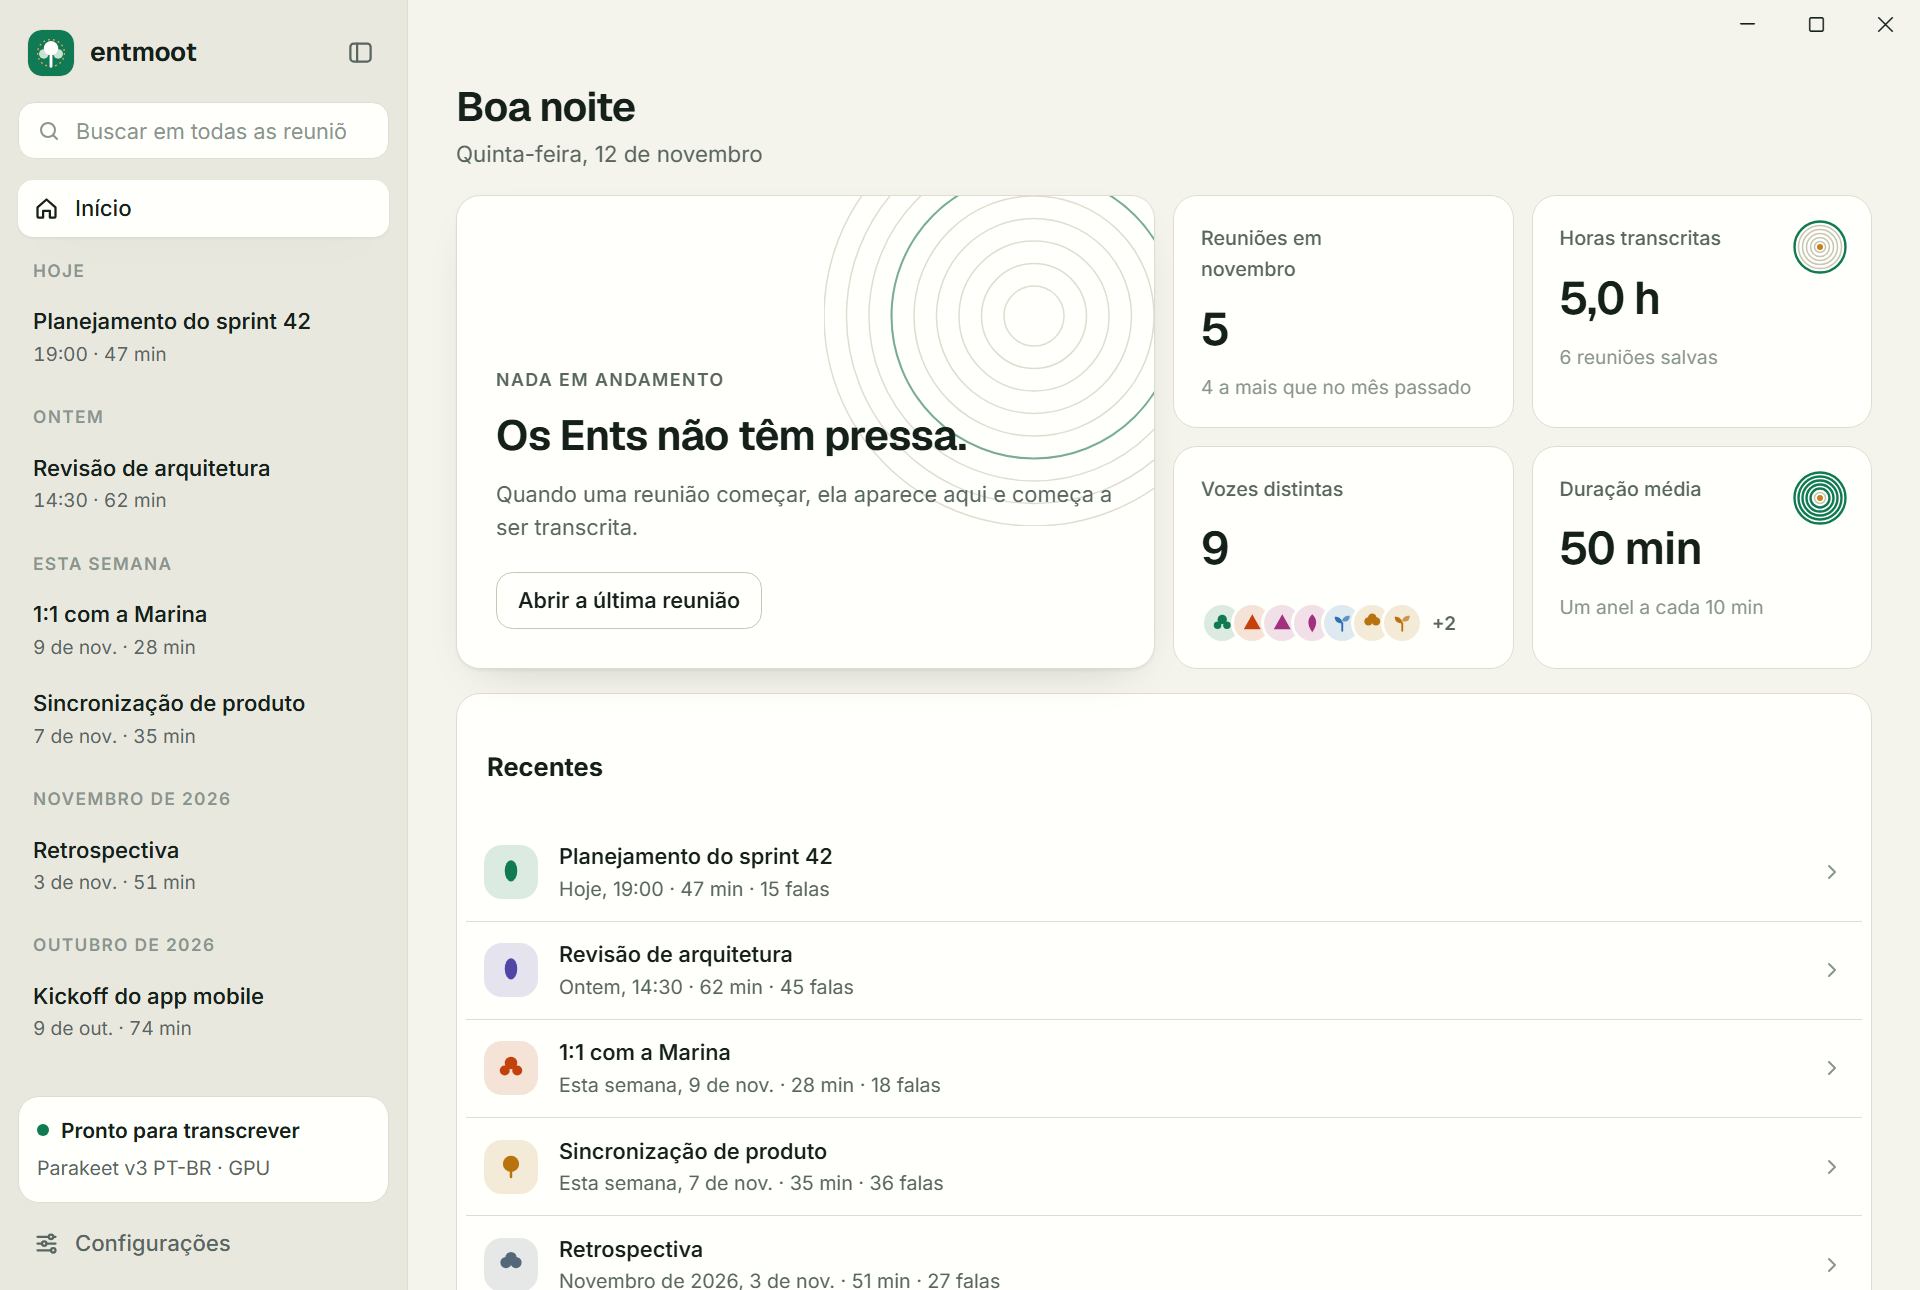 entmoot
Buscar em todas as reuniõ
Início
HOJE
Planejamento do sprint 42
19:00 · 47 min
ONTEM
Revisão de arquitetura
14:30 · 62 min
ESTA SEMANA
1:1 com a Marina
9 de nov. · 28 min
Sincronização de produto
7 de nov. · 35 min
NOVEMBRO DE 2026
Retrospectiva
3 de nov. · 51 min
OUTUBRO DE 2026
Kickoff do app mobile
9 de out. · 74 min
Pronto para transcrever
Parakeet v3 PT-BR · GPU
Configurações
Boa noite
Quinta-feira, 12 de novembro
NADA EM ANDAMENTO
Os Ents não têm pressa.
Quando uma reunião começar, ela aparece aqui e começa a
ser transcrita.
Abrir a última reunião
Reuniões em
novembro
5
4 a mais que no mês passado
Horas transcritas
5,0 h
6 reuniões salvas
Vozes distintas
9
+2
Duração média
50 min
Um anel a cada 10 min
Recentes
Planejamento do sprint 42
Hoje, 19:00 · 47 min · 15 falas
Revisão de arquitetura
Ontem, 14:30 · 62 min · 45 falas
1:1 com a Marina
Esta semana, 9 de nov. · 28 min · 18 falas
Sincronização de produto
Esta semana, 7 de nov. · 35 min · 36 falas
Retrospectiva
Novembro de 2026, 3 de nov. · 51 min · 27 falas